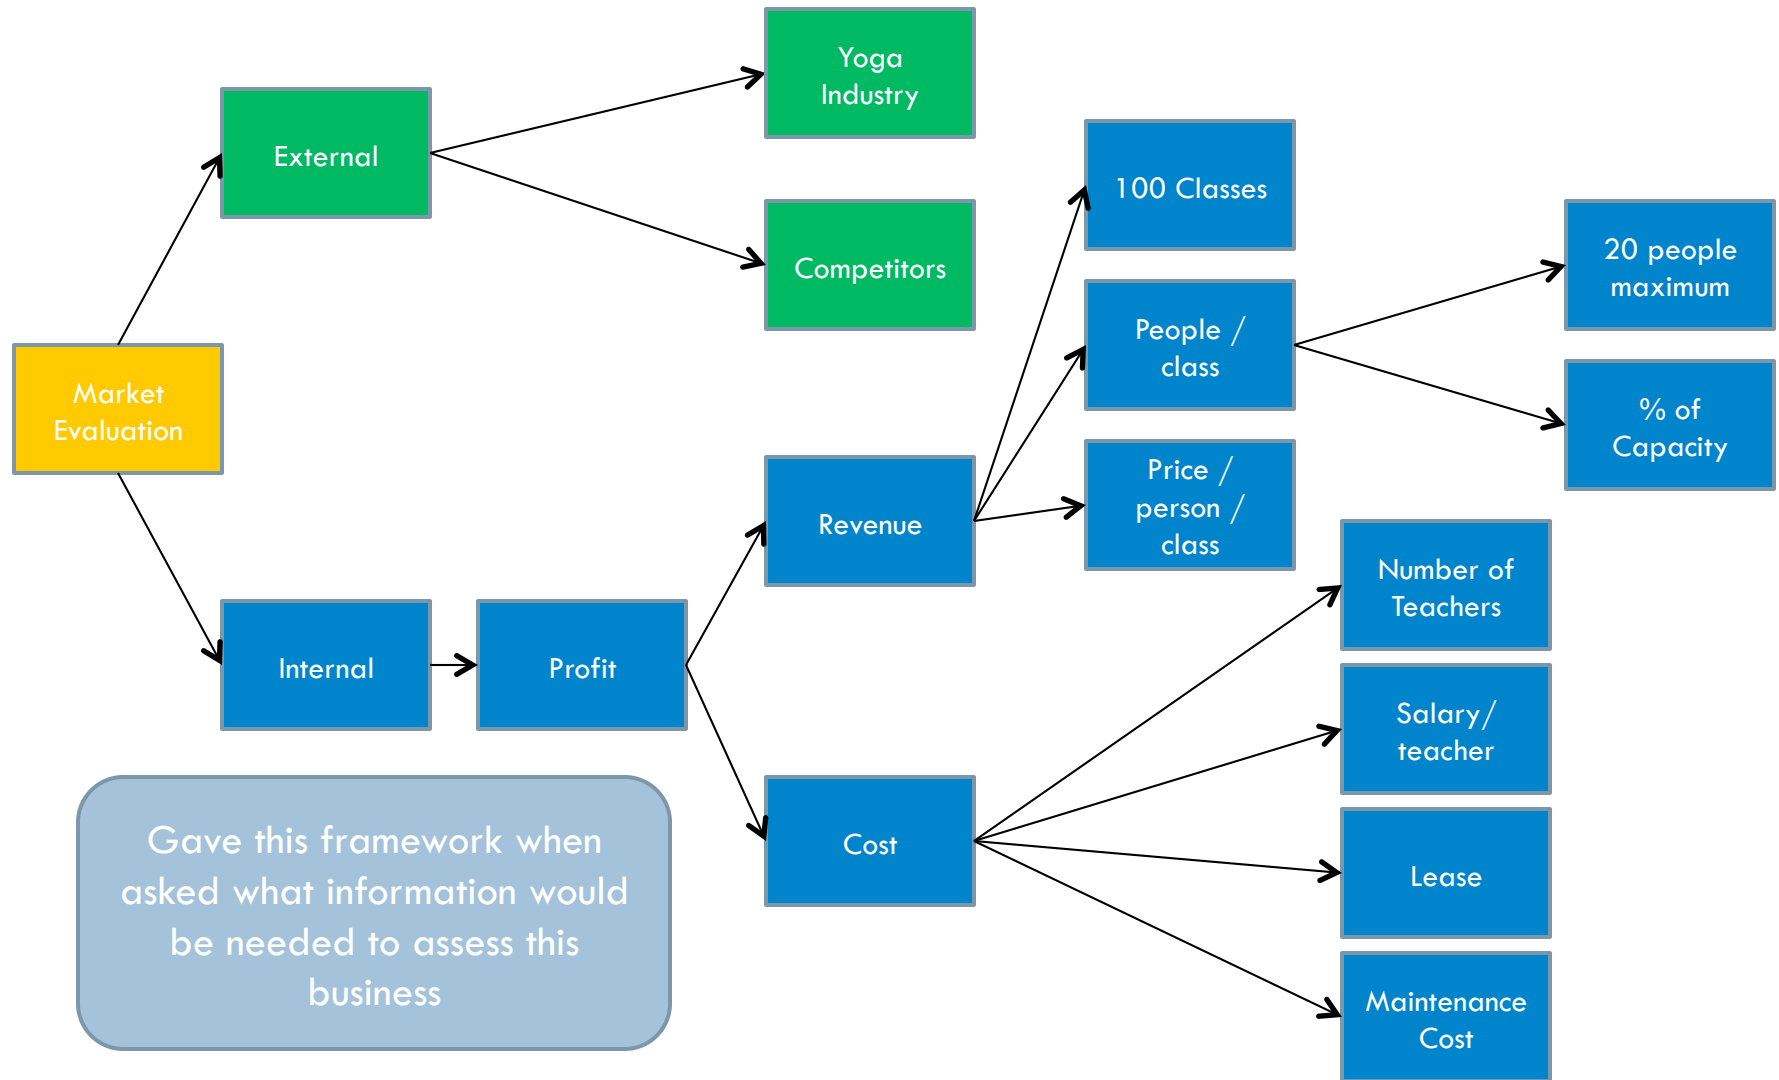 Yoga
Industry
External
100 Classes
Competitors
20 people
maximum
People /
class
Market
Evaluation
% of
Capacity
Price /
person /
class
Revenue
Number of
Teachers
Internal
Profit
Salary/
teacher
Cost
Lease
Maintenance
Cost
Gave this framework when
asked what information would
be needed to assess this
business